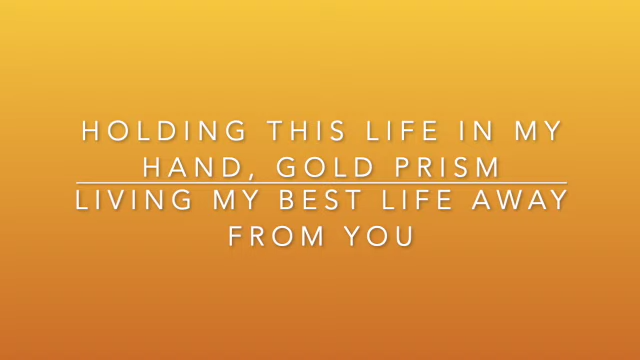 HOLDING THIS LIFE IN MY
HAND, GOLD PRISM
LIVING MY BEST LIFE AWAY
FROM YOU